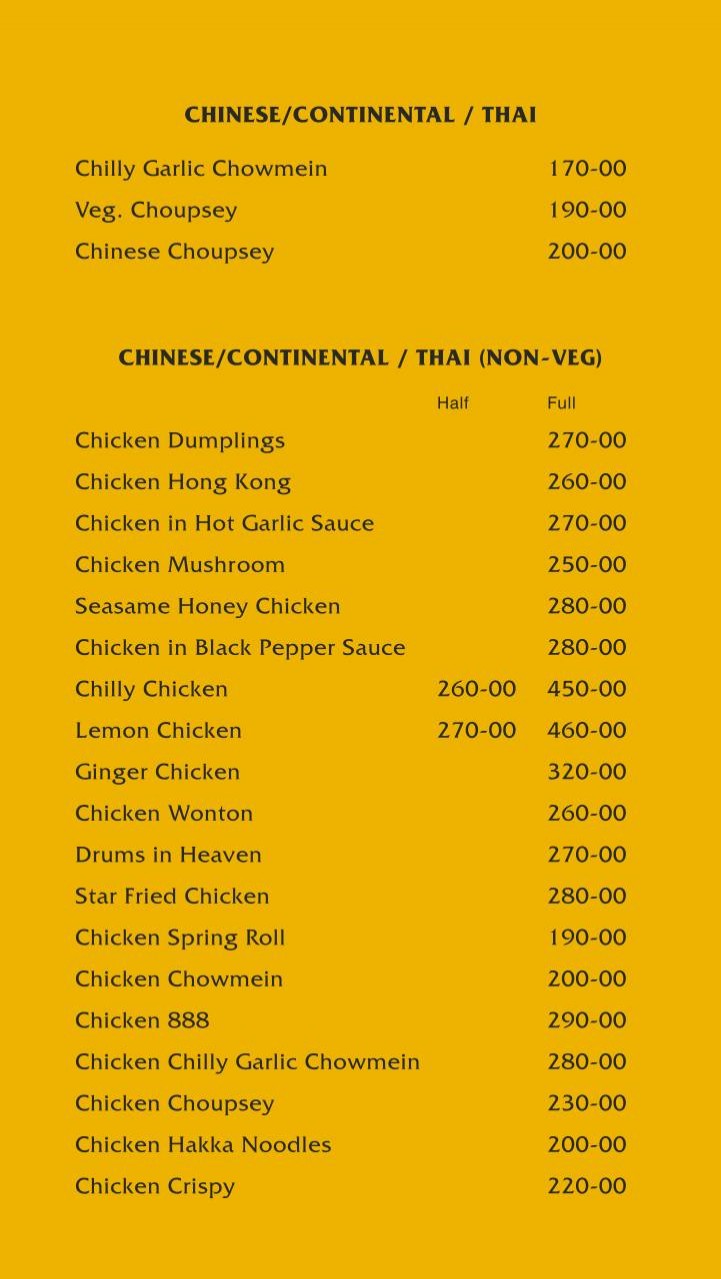 CHINESE/CONTINENTAL / THAI
Chilly Garlic Chowmein 170-00
Veg. Choupsey 190-00
Chinese Choupsey 200-00
CHINESE/CONTINENTAL / THAI (NON-VEG)
Half Full
Chicken Dumplings 270-00
Chicken Hong Kong 260-00
Chicken in Hot Garlic Sauce 270-00
Chicken Mushroom 250-00
Seasame Honey Chicken 280-00
Chicken in Black Pepper Sauce 280-00
Chilly Chicken 260-00 450-00
Lemon Chicken 270-00 460-00
Ginger Chicken 320-00
Chicken Wonton 260-00
Drums in Heaven 270-00
Star Fried Chicken 280-00
Chicken Spring Roll 190-00
Chicken Chowmein 200-00
Chicken 888 290-00
Chicken Chilly Garlic Chowmein 280-00
Chicken Choupsey 230-00
Chicken Hakka Noodles 200-00
Chicken Crispy 220-00